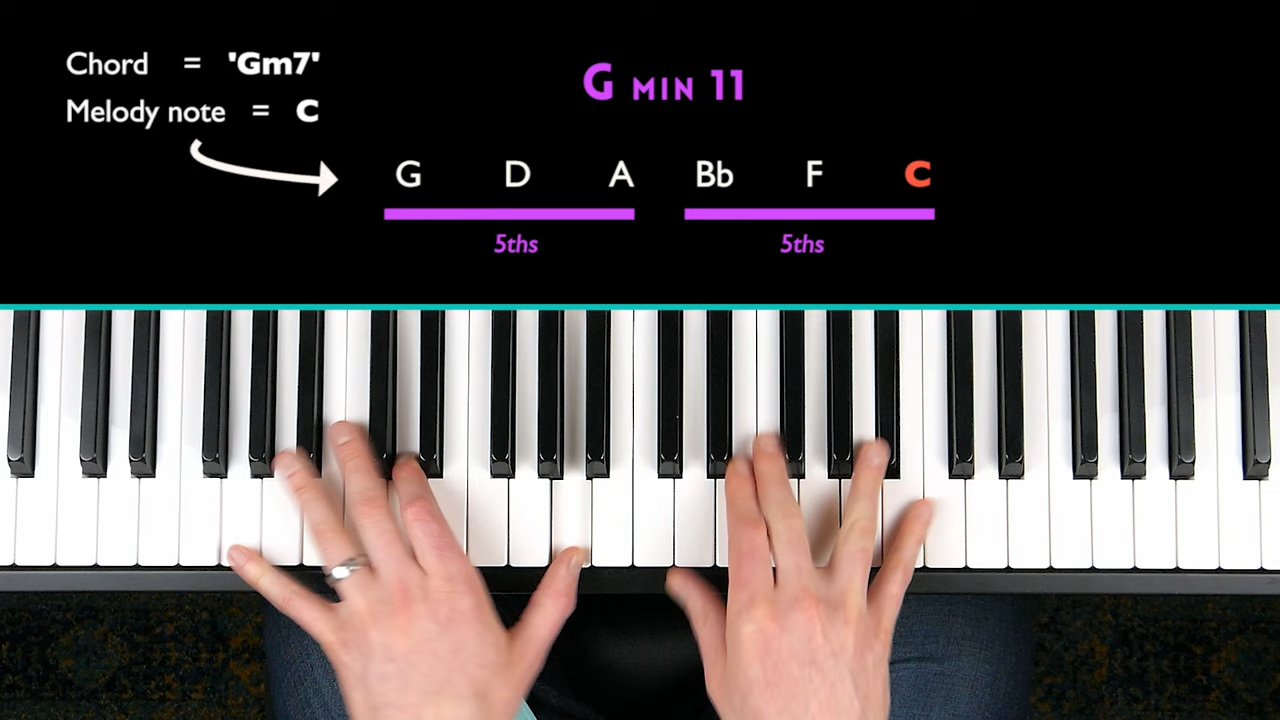 Chord = 'Gm7'
Melody note = C
G MIN 11
G D A Bb F C
5ths 5ths